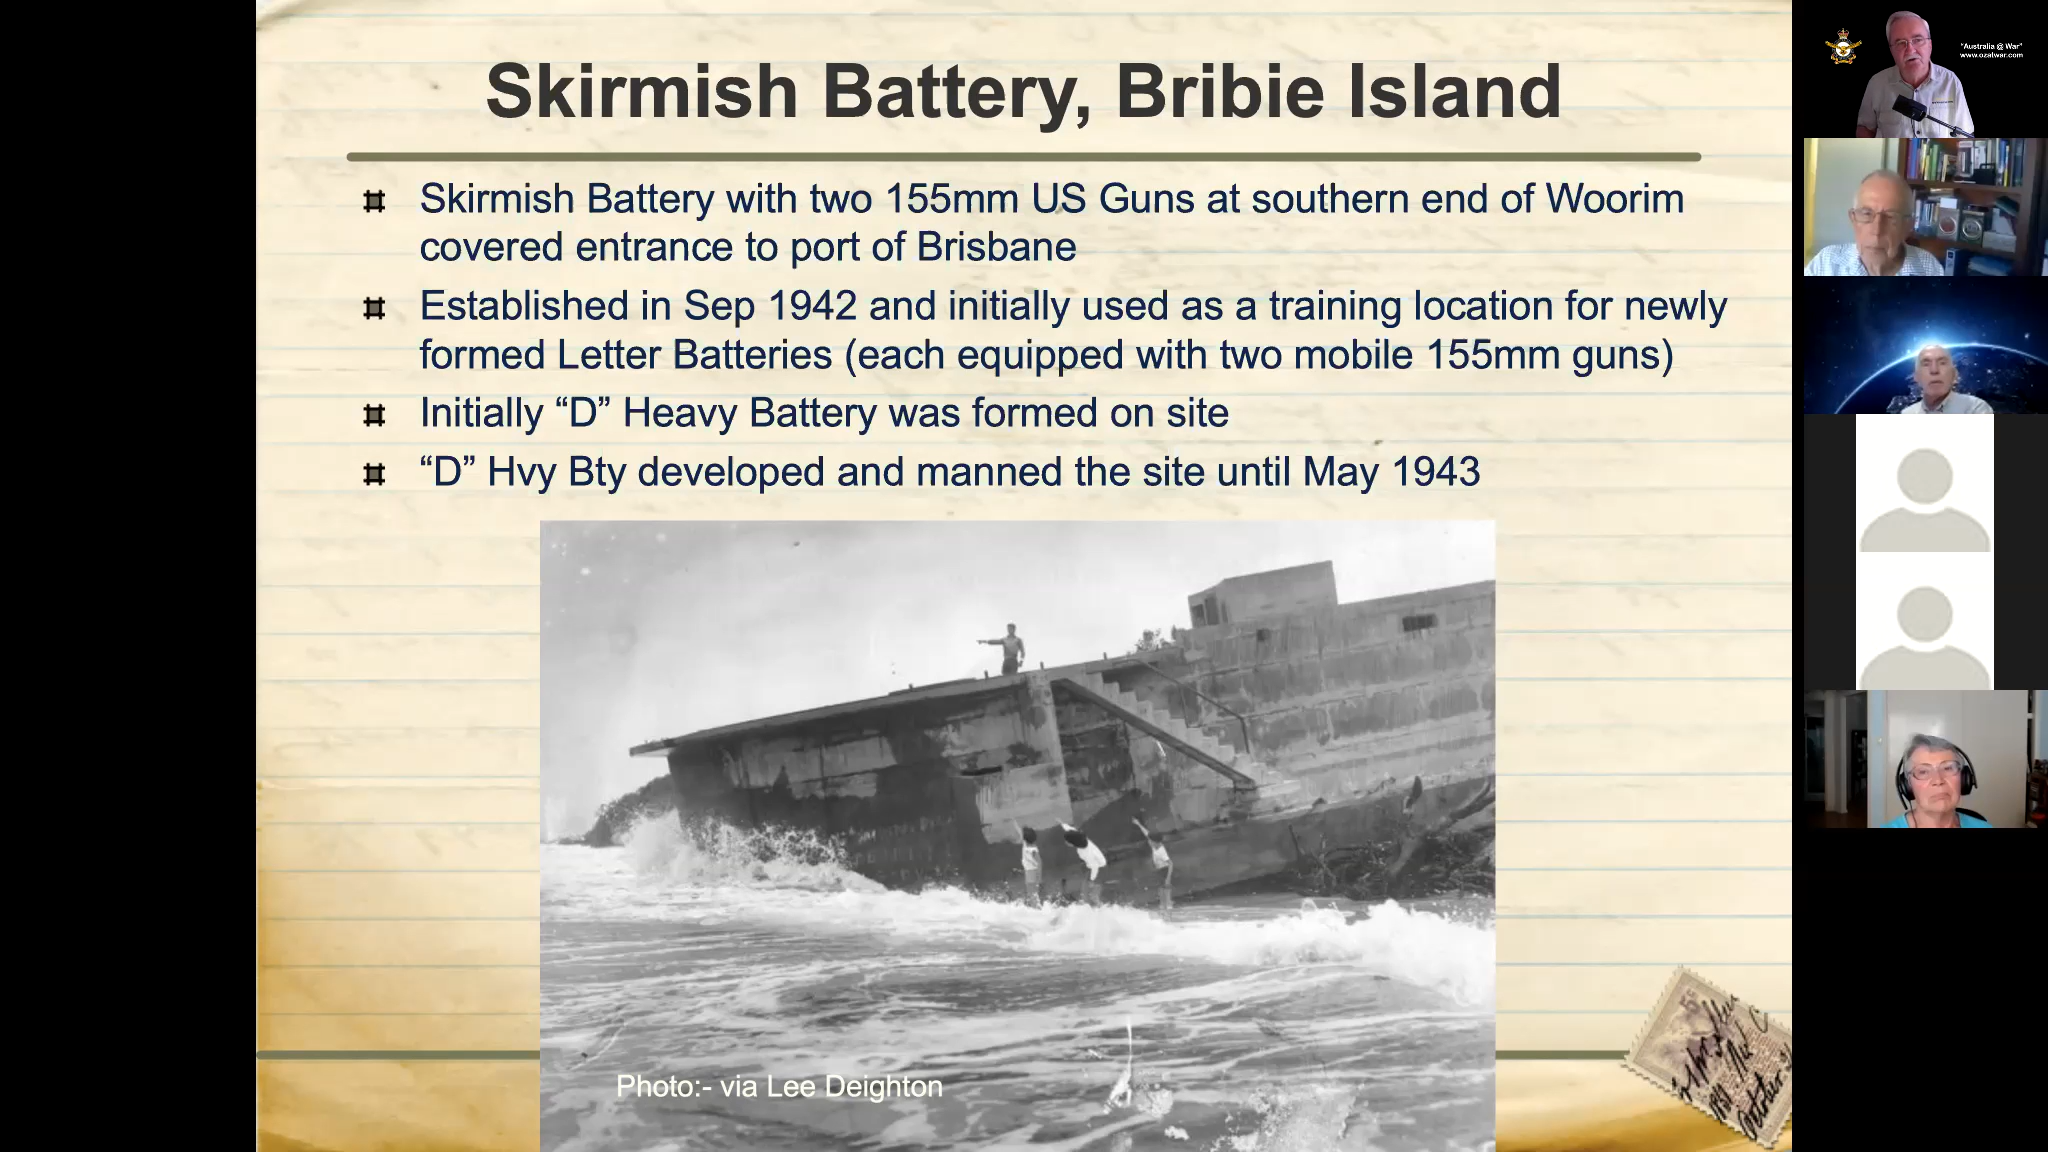 Skirmish Battery, Bribie Island
Skirmish Battery with two 155mm US Guns at southern end of Woorim
covered entrance to port of Brisbane
Established in Sep 1942 and initially used as a training location for newly
formed Letter Batteries (each equipped with two mobile 155mm guns)
Initially “D” Heavy Battery was formed on site
“D” Hvy Bty developed and manned the site until May 1943
Photo:- via Lee Deighton
"Australia @ War"
www.ozatwar.com